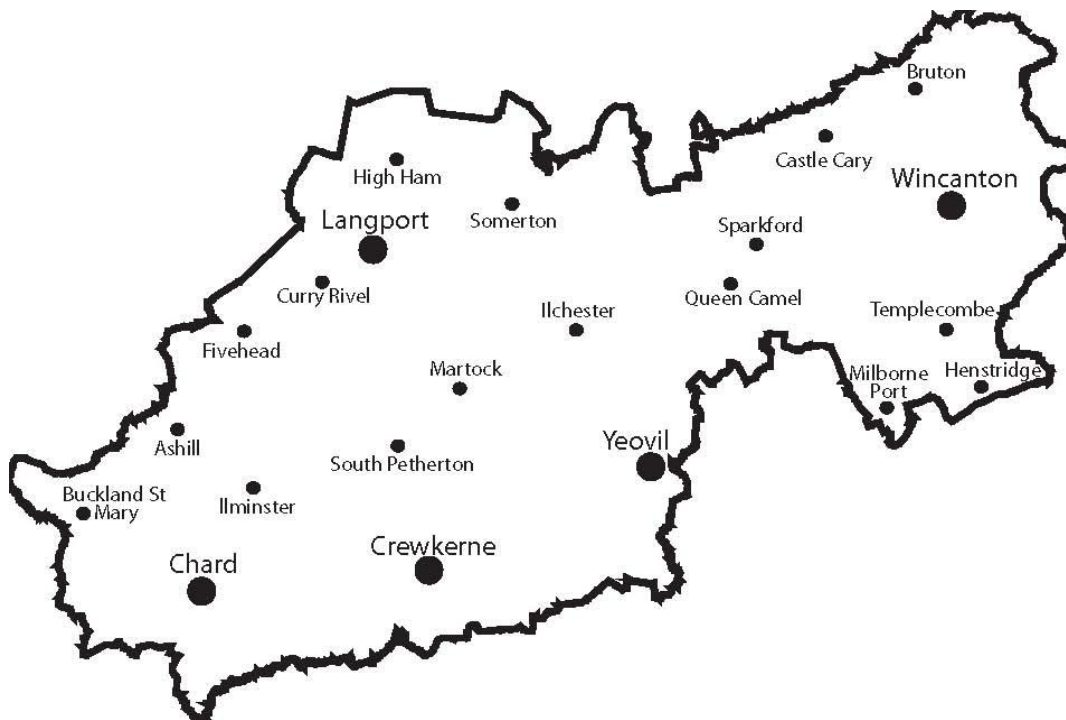 Bruton
Castle Cary
High Ham
Wincanton
Langport
Somerton
Sparkford
Curry Rivel
Queen Camel
Ilchester
Templecombe
Fivehead
Martock
Milborne
Port
Henstridge
Ashill
Yeovil
South Petherton
Buckland St
Mary
Ilminster
Crewkerne
Chard